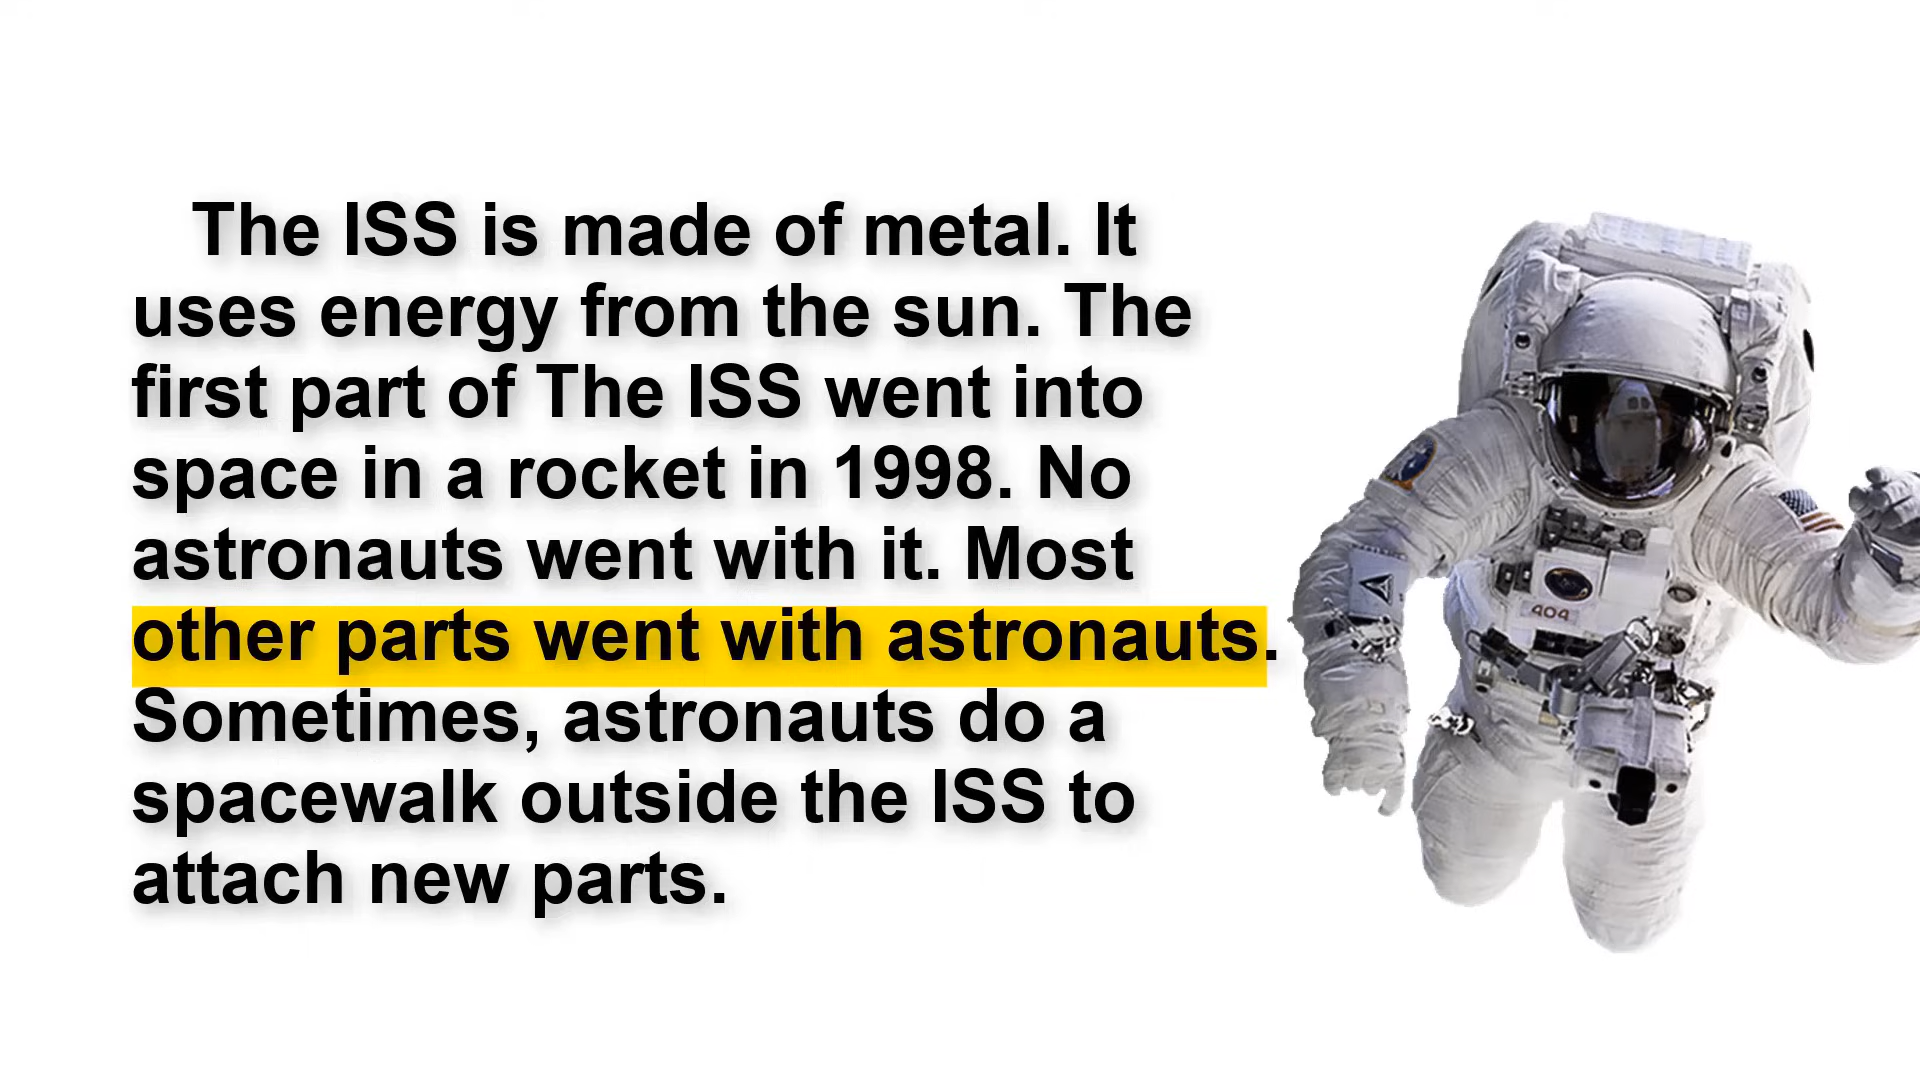 The ISS is made of metal. It
uses energy from the sun. The
first part of The ISS went into
space in a rocket in 1998. No
astronauts went with it. Most
other parts went with astronauts.
Sometimes, astronauts do a
spacewalk outside the ISS to
attach new parts.
404